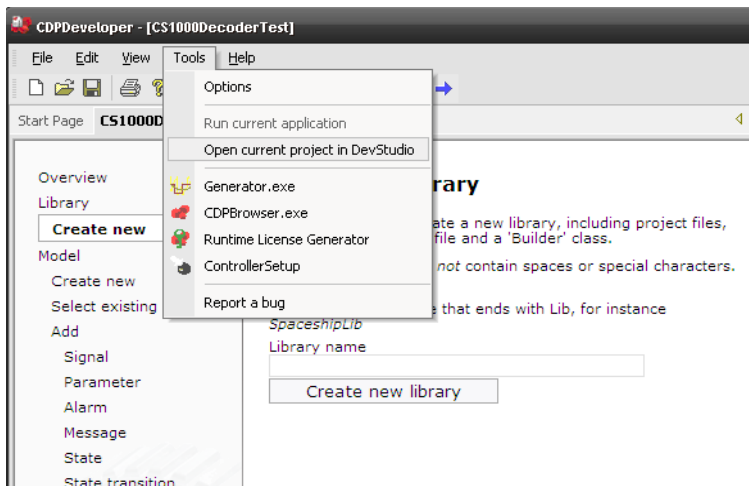 CDPDeveloper - [CS1000DecoderTest]
File Edit View Tools Help
Start Page CS1000D
Options
Run current application
Open current project in DevStudio
Generator.exe
CDPBrowser.exe
Runtime License Generator
ControllerSetup
Report a bug
Overview
Library
Create new
Model
Create new
Select existing
Add
Signal
Parameter
Alarm
Message
State
State transition
rary
ate a new library, including project files,
file and a 'Builder' class.
not contain spaces or special characters.
that ends with Lib, for instance
SpaceshipLib
Library name
Create new library